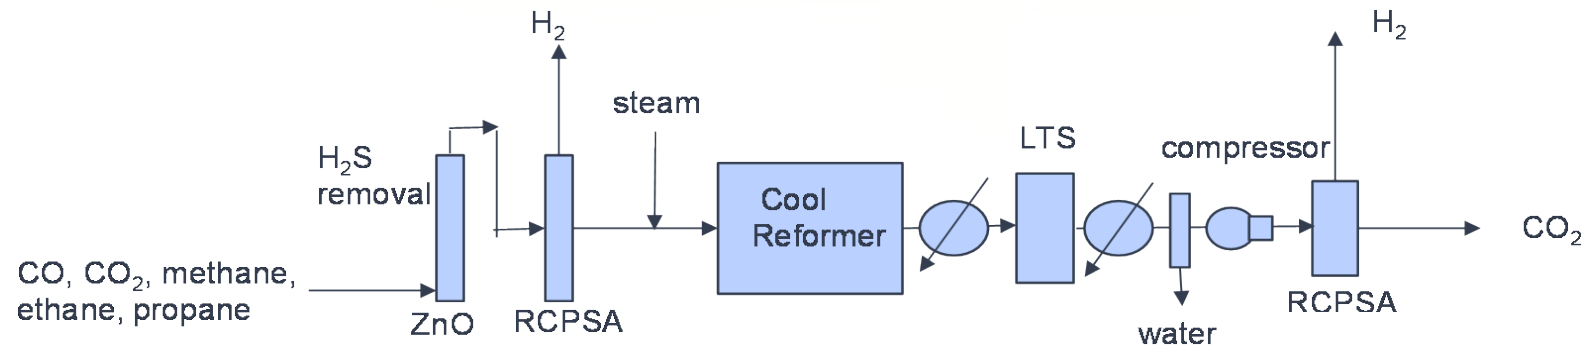 H₂
H₂
steam
LTS
compressor
H₂S
removal
Cool
Reformer
CO₂
CO, CO₂, methane,
ethane, propane
ZnO
RCPSA
RCPSA
water